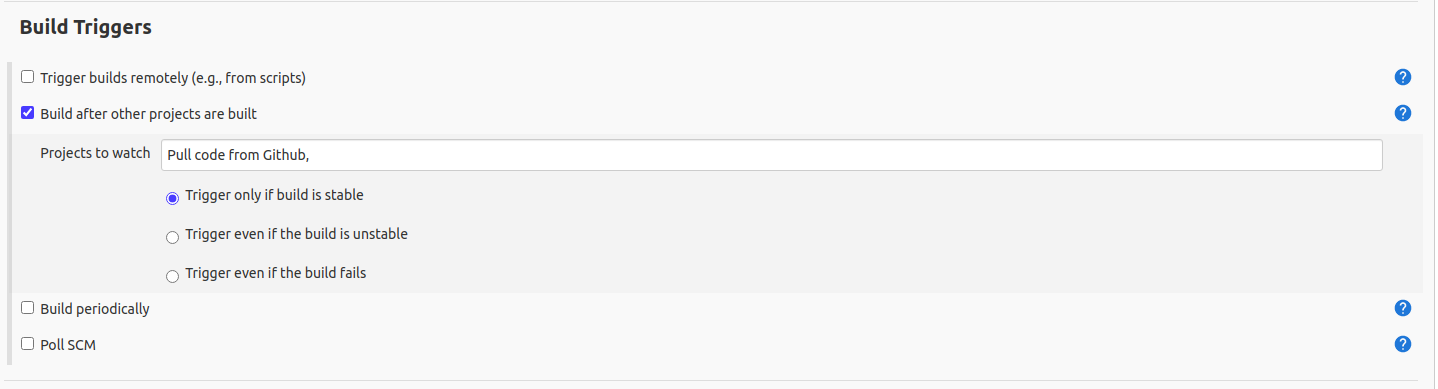 Build Triggers
Trigger builds remotely (e.g., from scripts)
?
Build after other projects are built
?
Projects to watch
Pull code from Github,
Trigger only if build is stable
Trigger even if the build is unstable
Trigger even if the build fails
Build periodically
?
Poll SCM
?